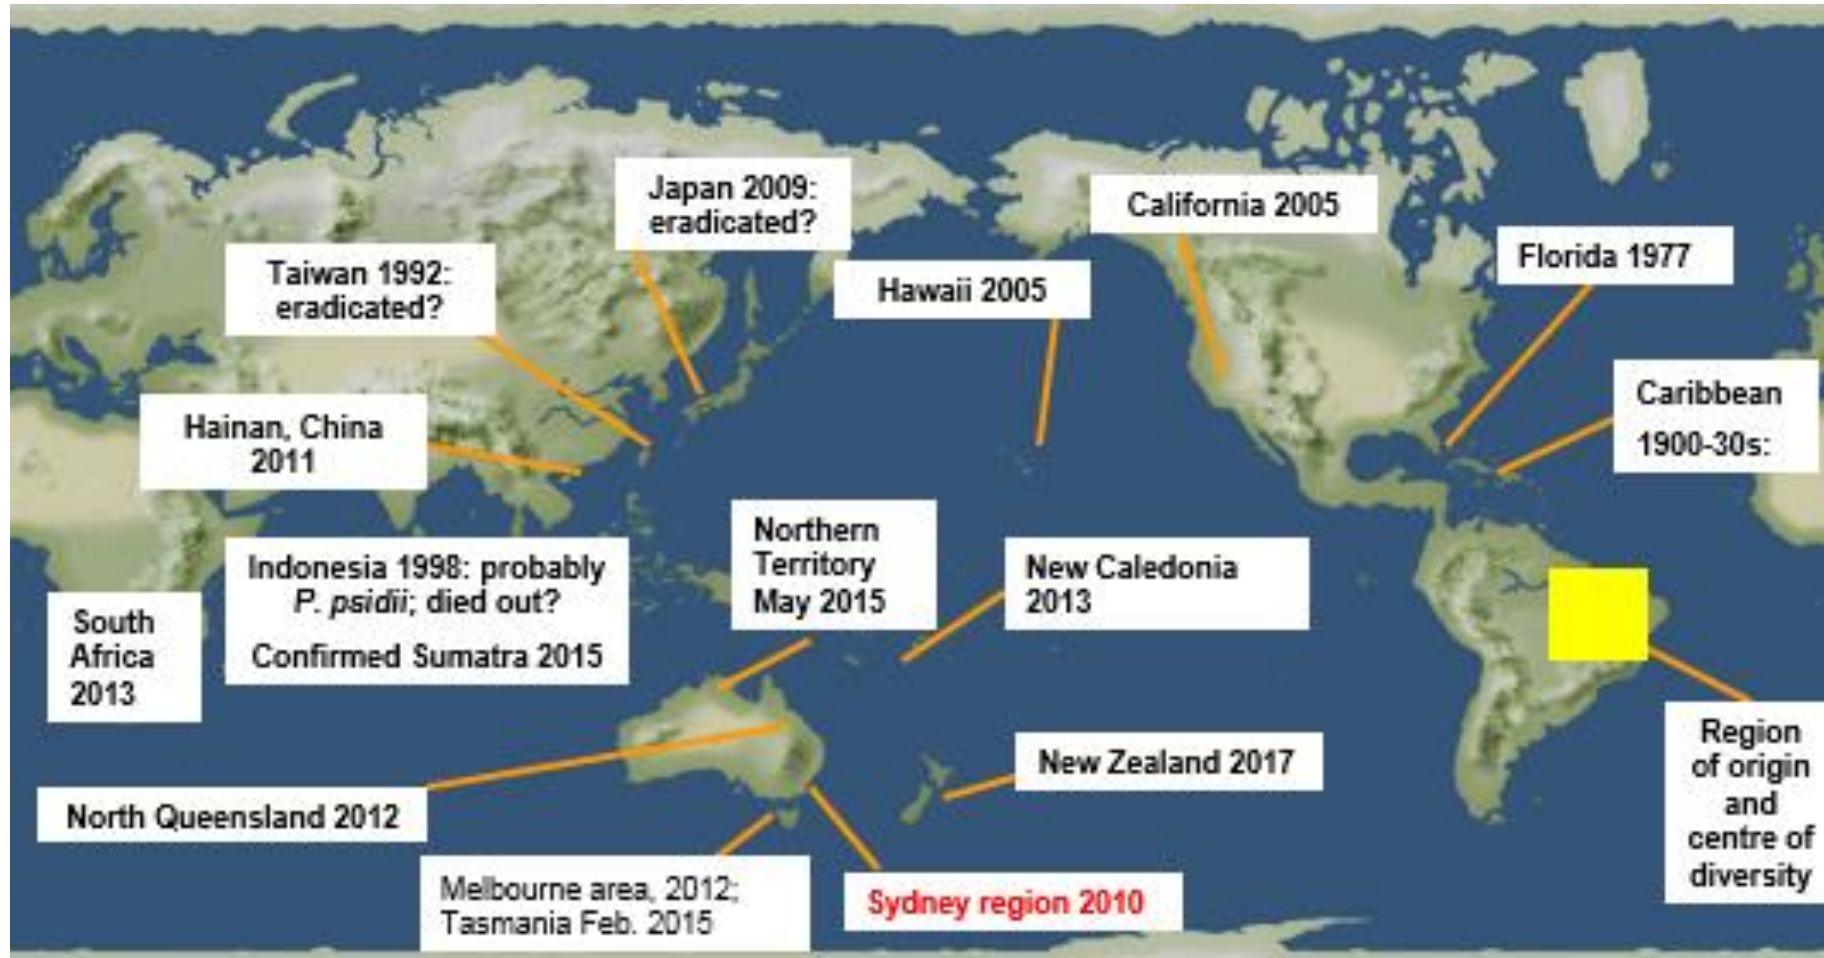 Japan 2009:
eradicated?
California 2005
Florida 1977
Taiwan 1992:
eradicated?
Hawaii 2005
Caribbean
1900-30s:
Hainan, China
2011
Northern
Territory
May 2015
Indonesia 1998: probably
P. psidii; died out?
Confirmed Sumatra 2015
New Caledonia
2013
South
Africa
2013
Region
of origin
and
centre of
diversity
New Zealand 2017
North Queensland 2012
Melbourne area, 2012;
Tasmania Feb. 2015
Sydney region 2010